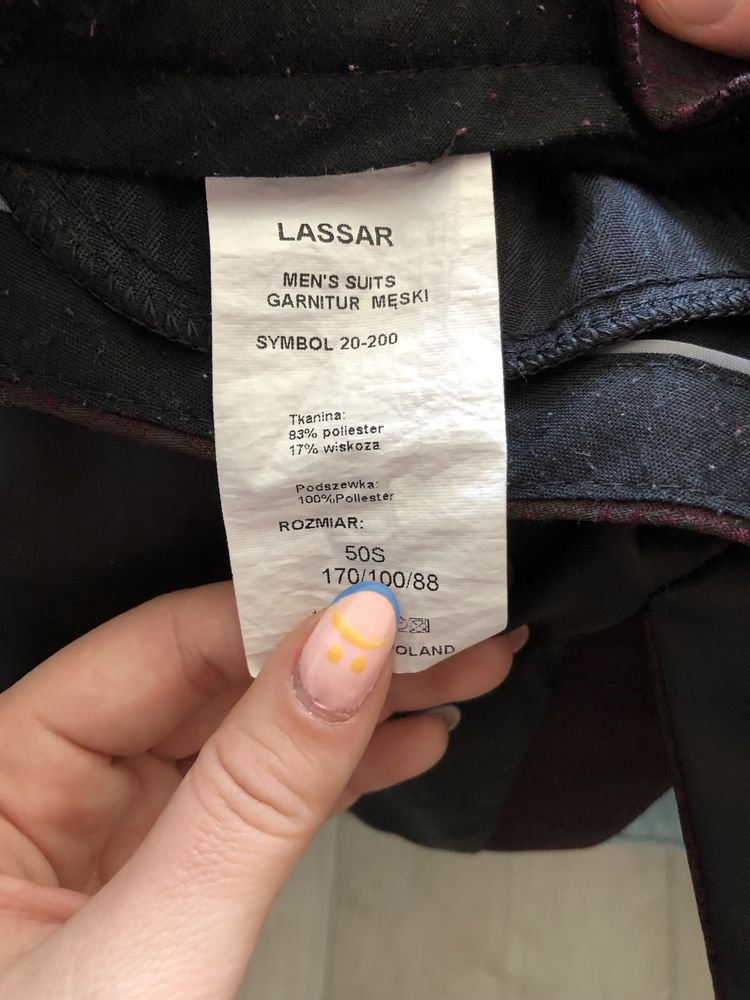 LASSAR
MEN'S SUITS
GARNITUR MĘSKI
SYMBOL 20-200
Tkanina:
83% poliester
17% wiskoza
Podszewka:
100%Poliester
ROZMIAR:
50S
170/100/88
OLAND